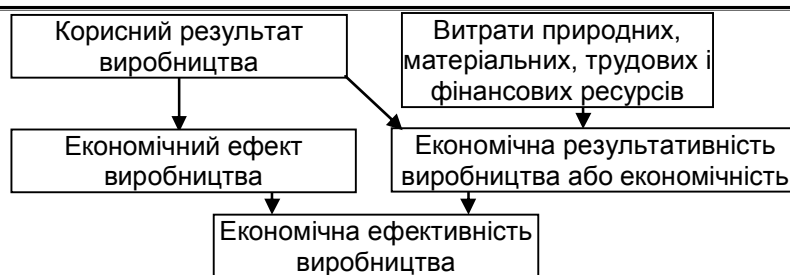 Корисний результат
виробництва
Витрати природних,
матеріальних, трудових і
фінансових ресурсів
Економічний ефект
виробництва
Економічна результативність
виробництва або економічність
Економічна ефективність
виробництва